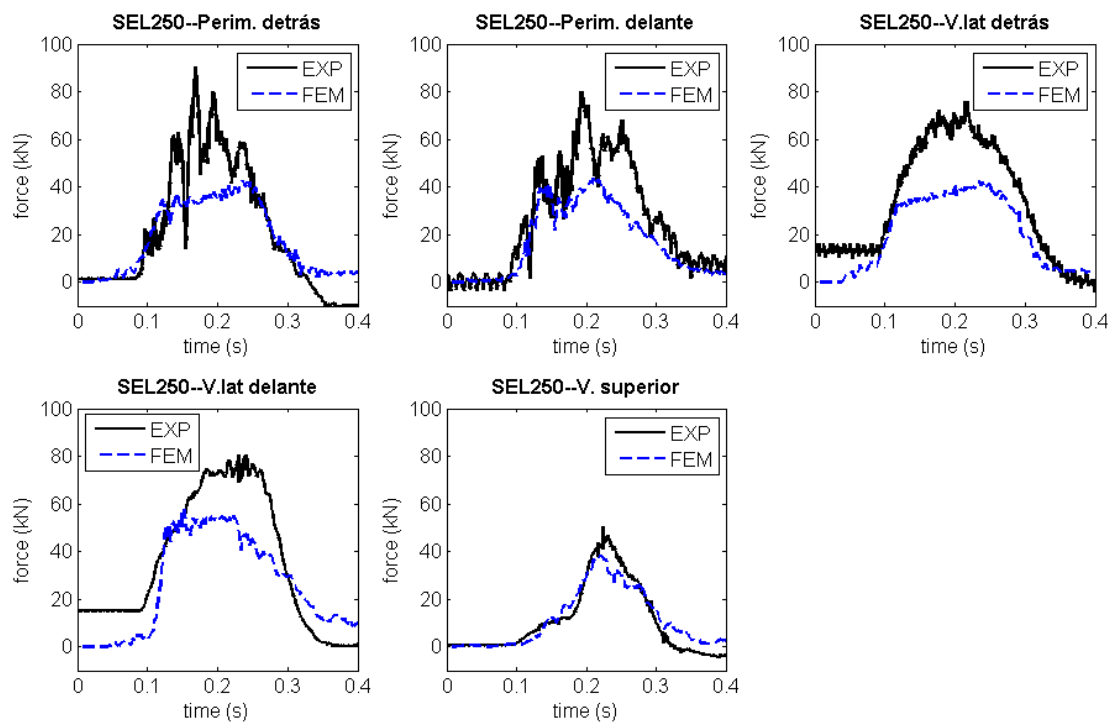 SEL250--Perim. detrás
100
80
60
40
20
0
force (kN)
EXP
FEM
0 0.1 0.2 0.3 0.4
time (s)
SEL250--Perim. delante
100
80
60
40
20
0
force (kN)
EXP
FEM
0 0.1 0.2 0.3 0.4
time (s)
SEL250--V.lat detrás
100
80
60
40
20
0
force (kN)
EXP
FEM
0 0.1 0.2 0.3 0.4
time (s)
SEL250--V.lat delante
100
80
60
40
20
0
force (kN)
EXP
FEM
0 0.1 0.2 0.3 0.4
time (s)
SEL250--V. superior
100
80
60
40
20
0
force (kN)
EXP
FEM
0 0.1 0.2 0.3 0.4
time (s)